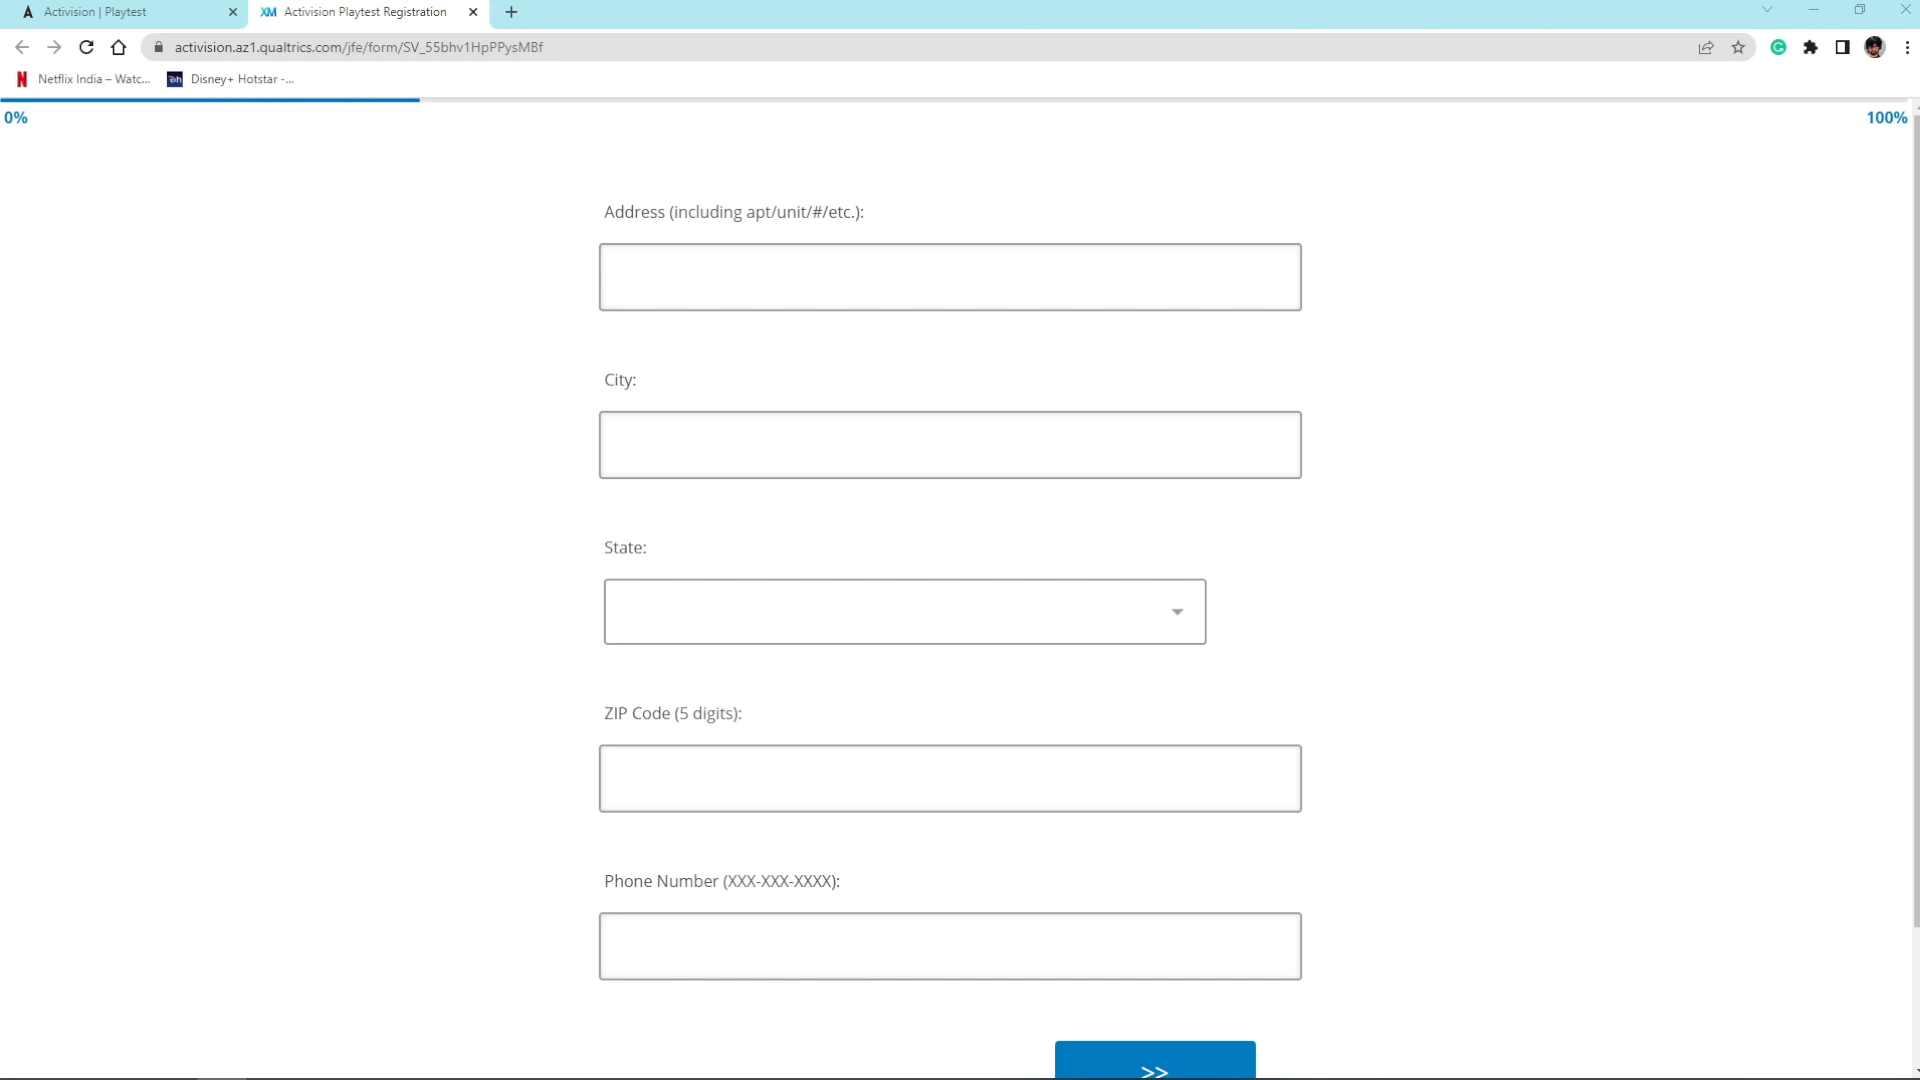 Activision | Playtest
XM Activision Playtest Registration
activision.az1.qualtrics.com/jfe/form/SV_55bhv1HpPPysMBf
N Netflix India – Watc...
Disney+ Hotstar -...
0%
100%
Address (including apt/unit/#/etc.):
City:
State:
ZIP Code (5 digits):
Phone Number (XXX-XXX-XXXX):
>>